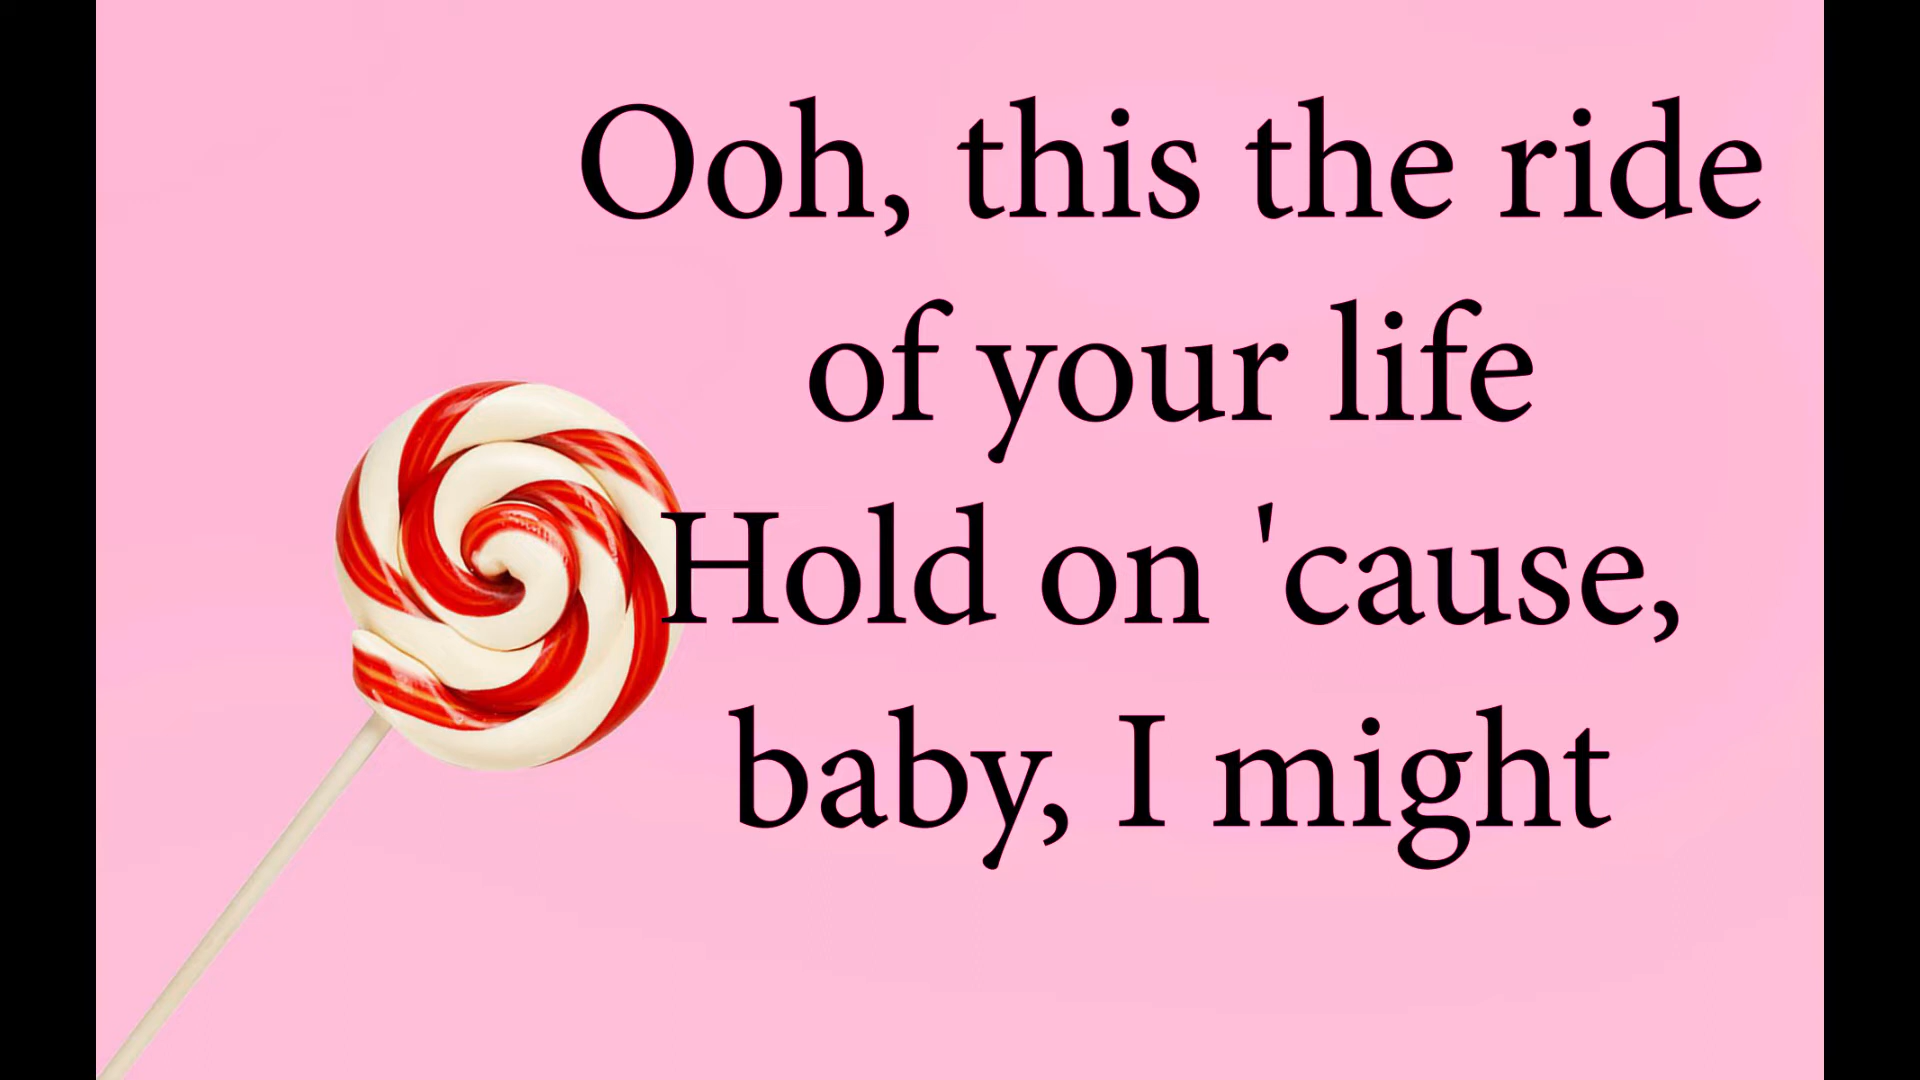 Ooh, this the ride
of your life
Hold on 'cause,
baby, I might